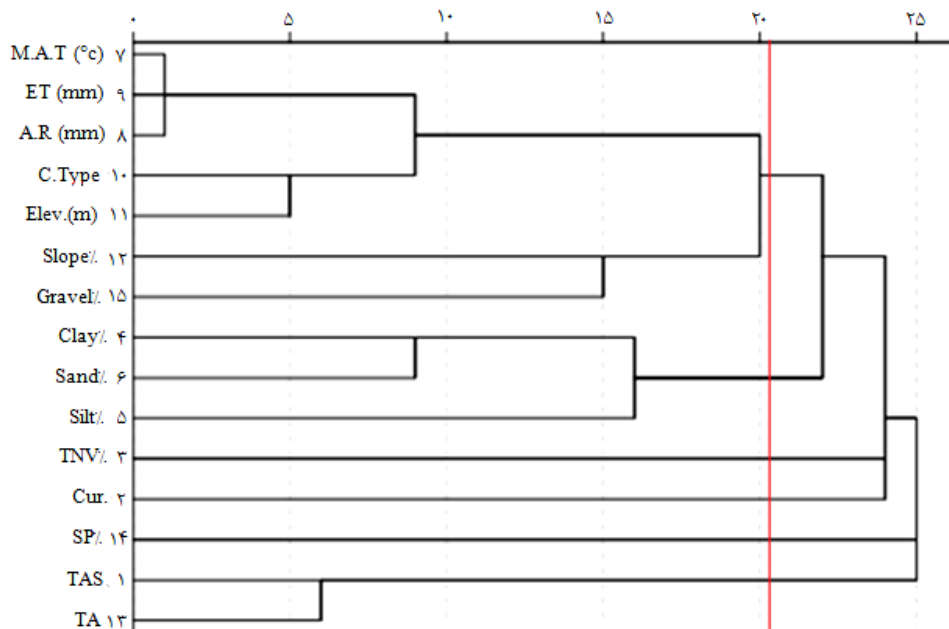 ۰ ۵ ۱۰ ۱۵ ۲۰ ۲۵
M.A.T (°c) ۷
ET (mm) ۹
A.R (mm) ۸
C.Type ۱۰
Elev.(m) ۱۱
Slope٪ ۱۲
Gravel٪ ۱۵
Clay٪ ۴
Sand٪ ۶
Silt٪ ۵
TNV٪ ۳
Cur. ۲
SP٪ ۱۴
TAS ۱
TA ۱۳